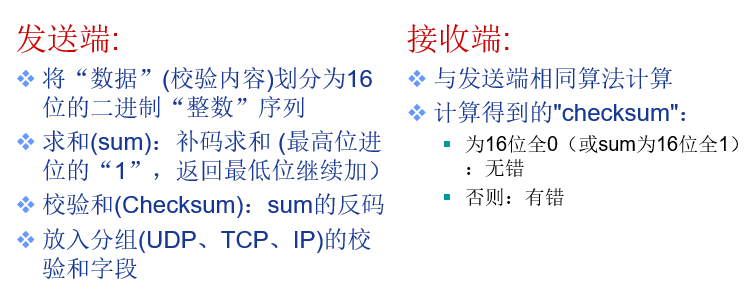 发送端:
将“数据”(校验内容)划分为16
位的二进制“整数”序列
求和(sum)：补码求和 (最高位进
位的“1”，返回最低位继续加）
校验和(Checksum)：sum的反码
放入分组(UDP、TCP、IP)的校
验和字段
接收端:
与发送端相同算法计算
计算得到的"checksum"：
为16位全0（或sum为16位全1）
：无错
否则：有错